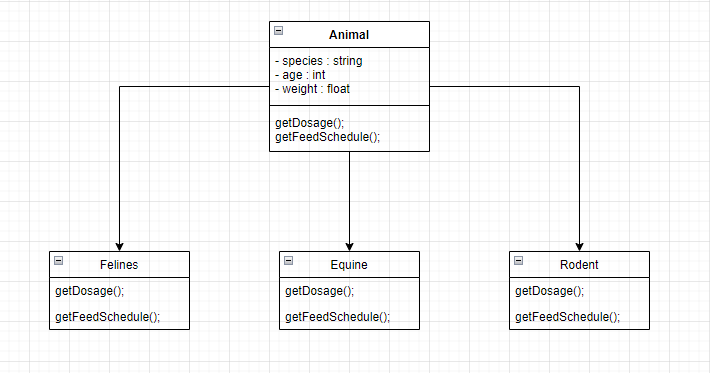 Animal
- species : string
- age : int
- weight : float
getDosage();
getFeedSchedule();
Felines
getDosage();
getFeedSchedule();
Equine
getDosage();
getFeedSchedule();
Rodent
getDosage();
getFeedSchedule();